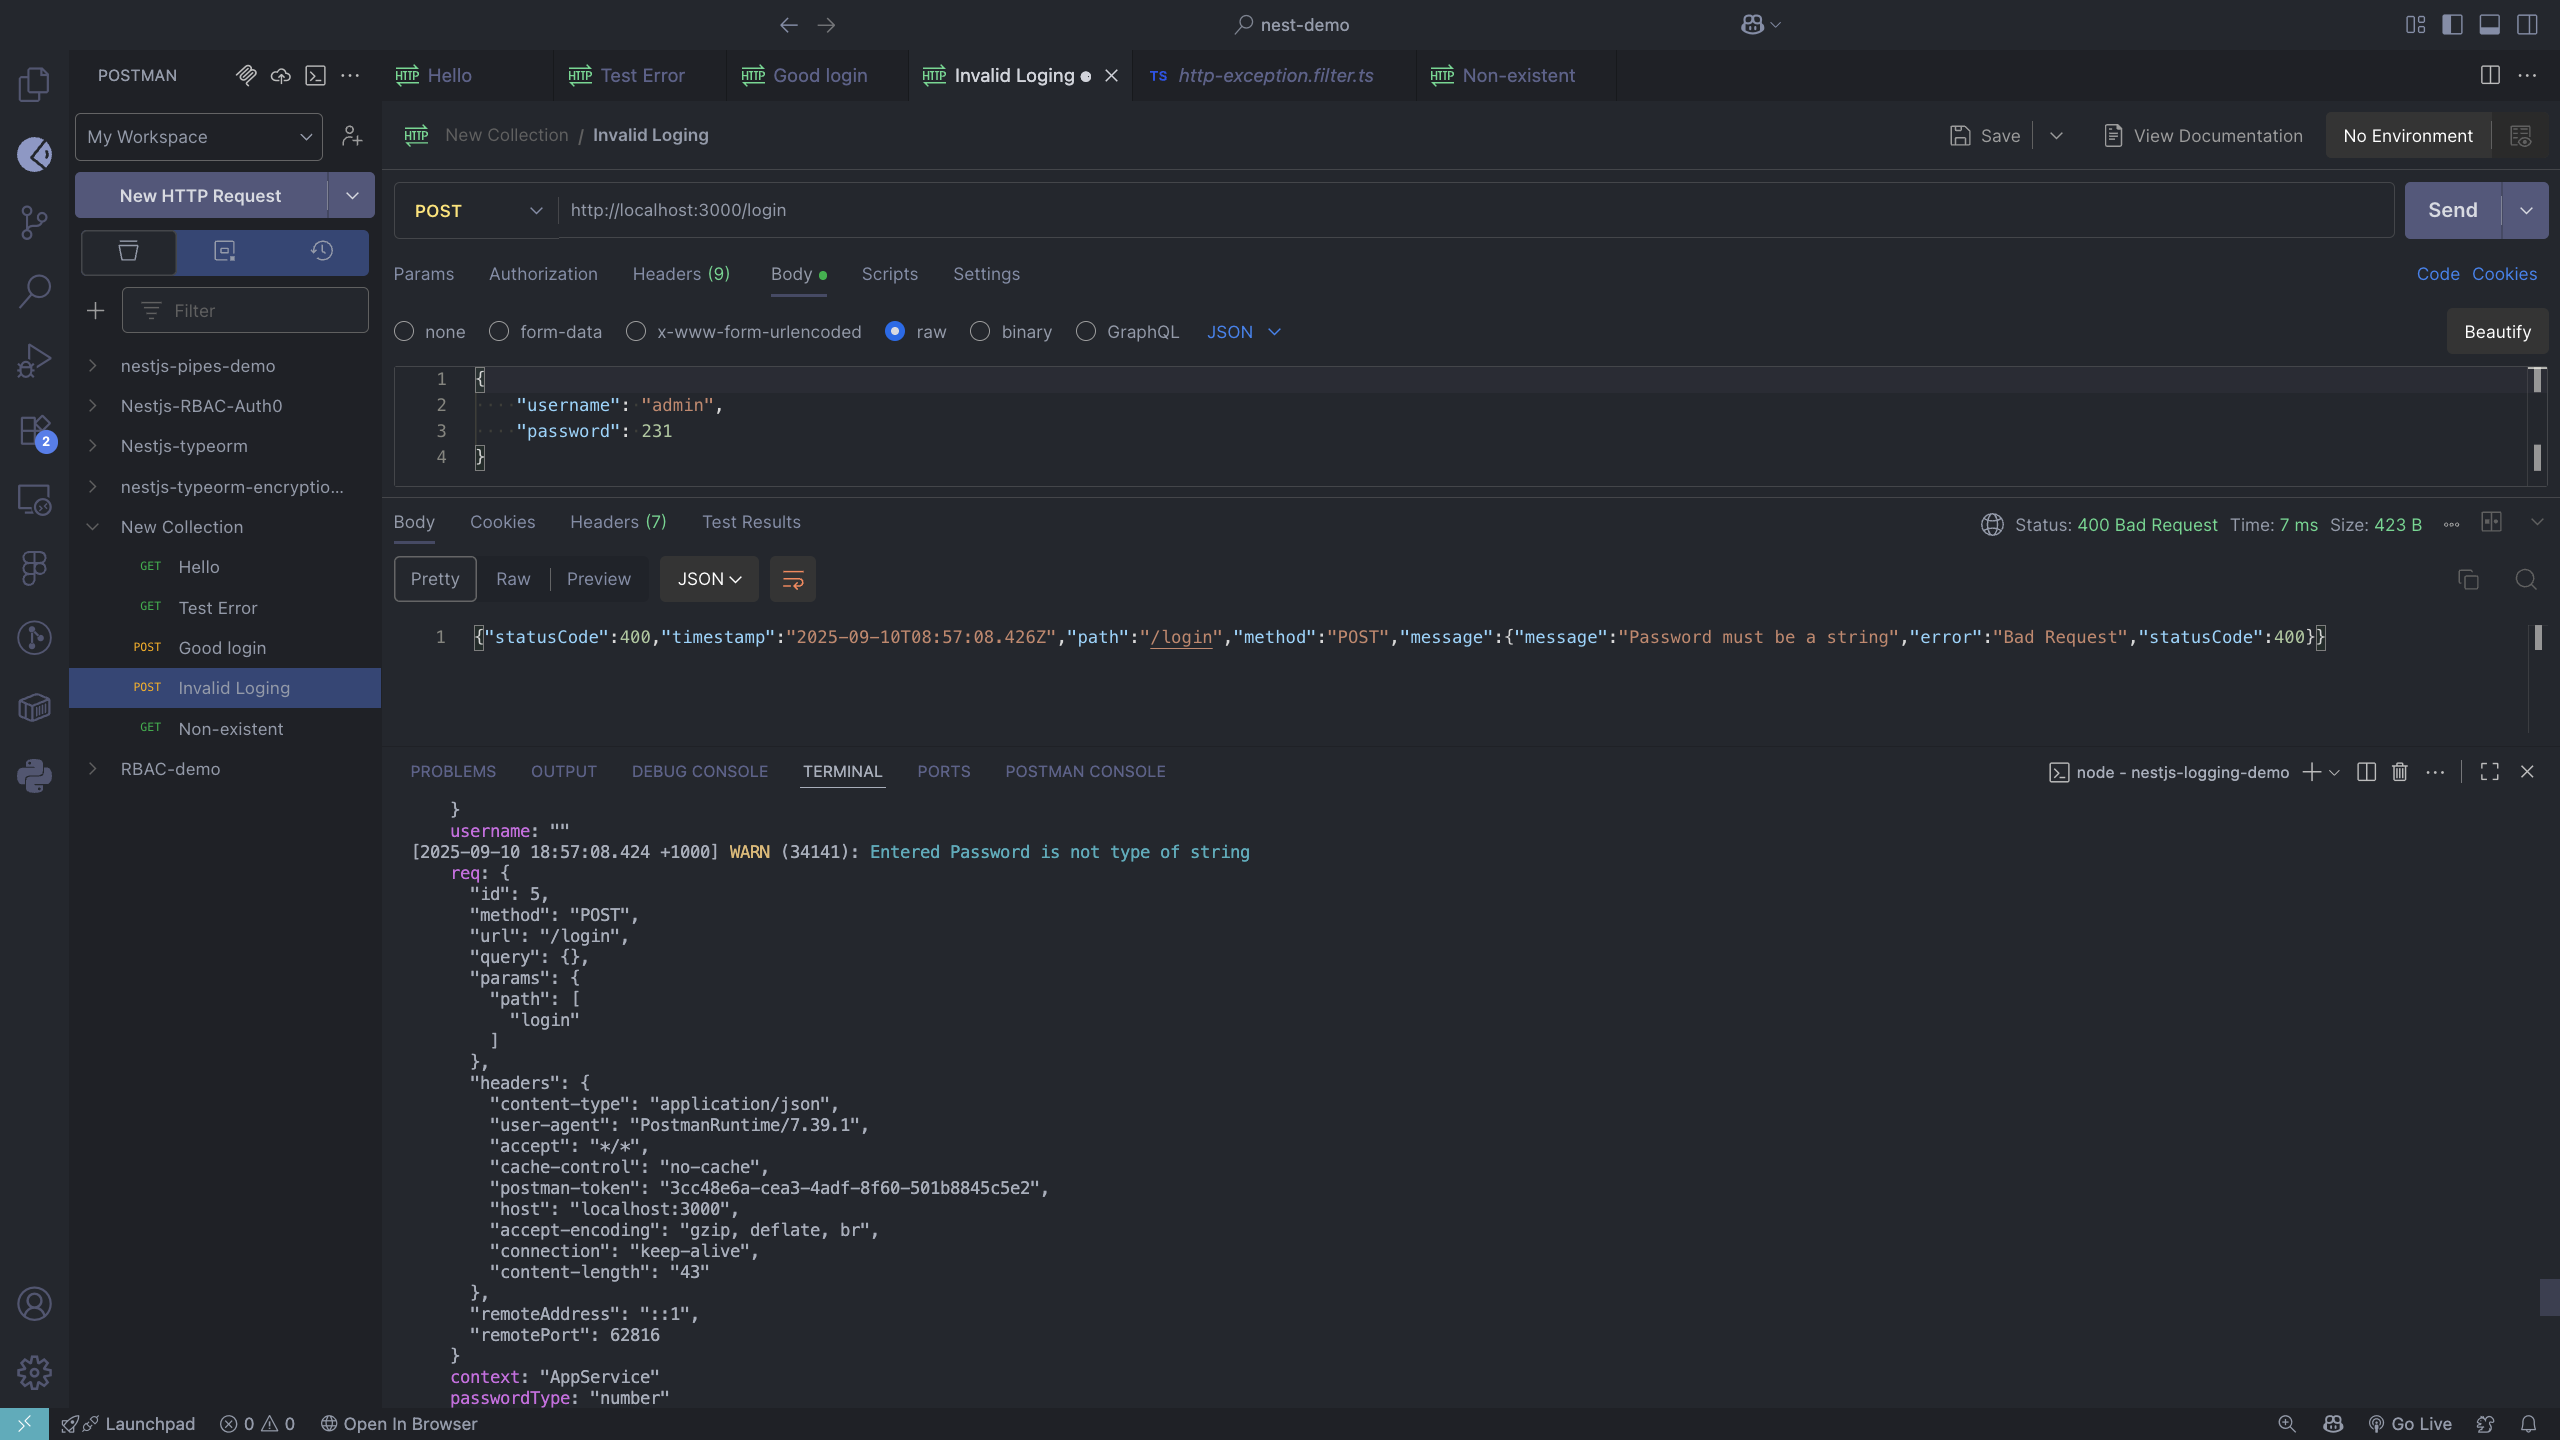 nest-demo
POSTMAN
Hello
Test Error
Good login
Invalid Loging
TS http-exception.filter.ts
Non-existent
My Workspace
HTTP New Collection / Invalid Loging
Save
View Documentation
No Environment
New HTTP Request
POST
http://localhost:3000/login
Send
Params
Authorization
Headers (9)
Body
Scripts
Settings
Code
Cookies
Filter
none
form-data
x-www-form-urlencoded
raw
binary
GraphQL
JSON
Beautify
nestjs-pipes-demo
Nestjs-RBAC-Auth0
Nestjs-typeorm
nestjs-typeorm-encryptio...
New Collection
GET Hello
GET Test Error
POST Good login
POST Invalid Loging
GET Non-existent
RBAC-demo
2
1 {
2 "username": "admin",
3 "password": 231
4 }
Body
Cookies
Headers (7)
Test Results
Status: 400 Bad Request Time: 7 ms Size: 423 B
Pretty
Raw
Preview
JSON
1 {"statusCode":400,"timestamp":"2025-09-10T08:57:08.426Z","path":"/login","method":"POST","message":{"message":"Password must be a string","error":"Bad Request","statusCode":400}}
PROBLEMS
OUTPUT
DEBUG CONSOLE
TERMINAL
PORTS
POSTMAN CONSOLE
node - nestjs-logging-demo
}
username: ""
[2025-09-10 18:57:08.424 +1000] WARN (34141): Entered Password is not type of string
req: {
"id": 5,
"method": "POST",
"url": "/login",
"query": {},
"params": {
"path": [
"login"
]
},
"headers": {
"content-type": "application/json",
"user-agent": "PostmanRuntime/7.39.1",
"accept": "*/*",
"cache-control": "no-cache",
"postman-token": "3cc48e6a-cea3-4adf-8f60-501b8845c5e2",
"host": "localhost:3000",
"accept-encoding": "gzip, deflate, br",
"connection": "keep-alive",
"content-length": "43"
},
"remoteAddress": "::1",
"remotePort": 62816
}
context: "AppService"
passwordType: "number"
Launchpad
0
0
Open In Browser
Go Live